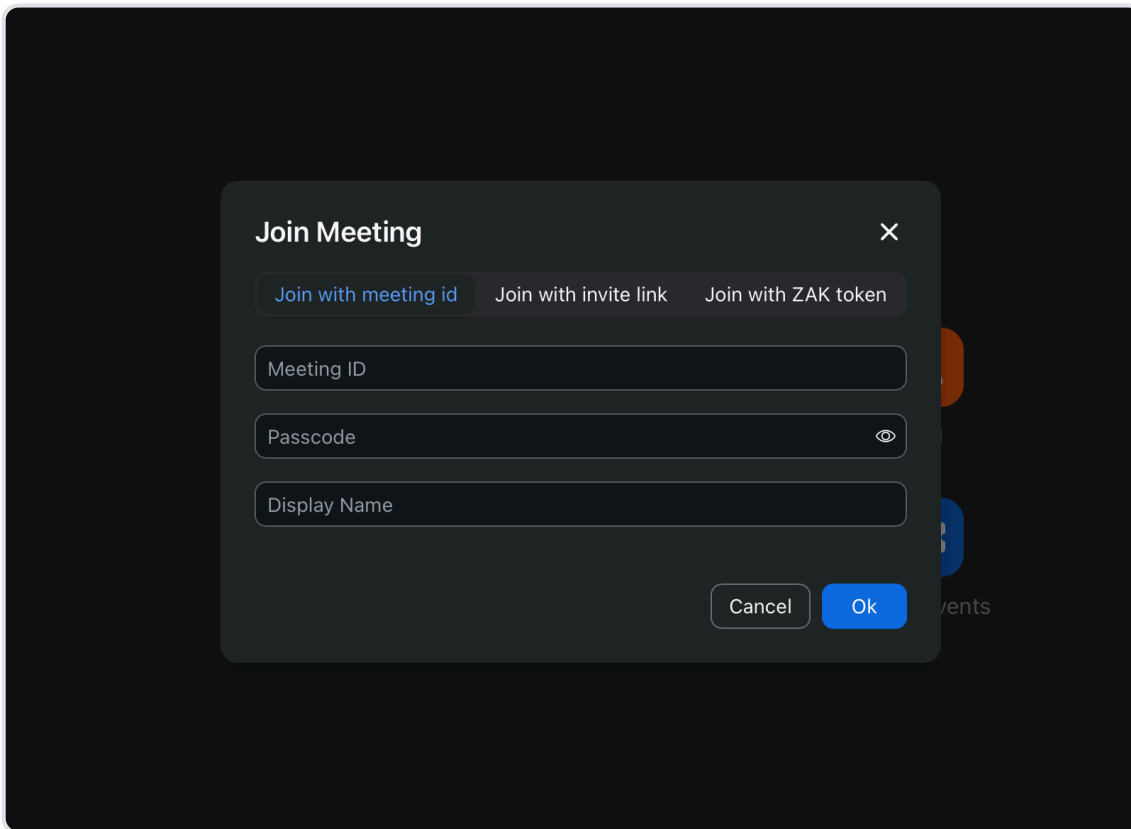 Join Meeting
Join with meeting id Join with invite link Join with ZAK token
Meeting ID
Passcode
Display Name
Cancel Ok